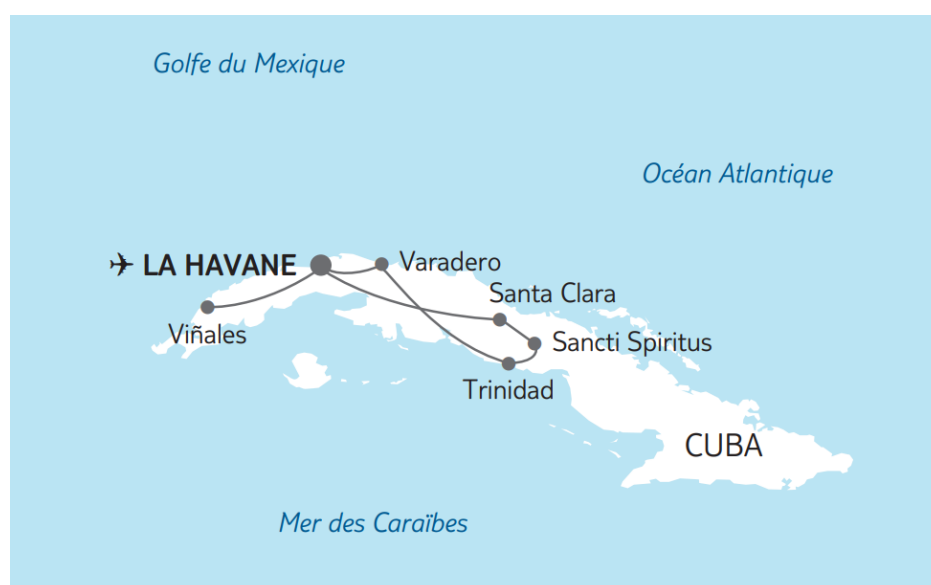 Golfe du Mexique
Océan Atlantique
LA HAVANE
Varadero
Santa Clara
Viñales
Sancti Spiritus
Trinidad
CUBA
Mer des Caraïbes